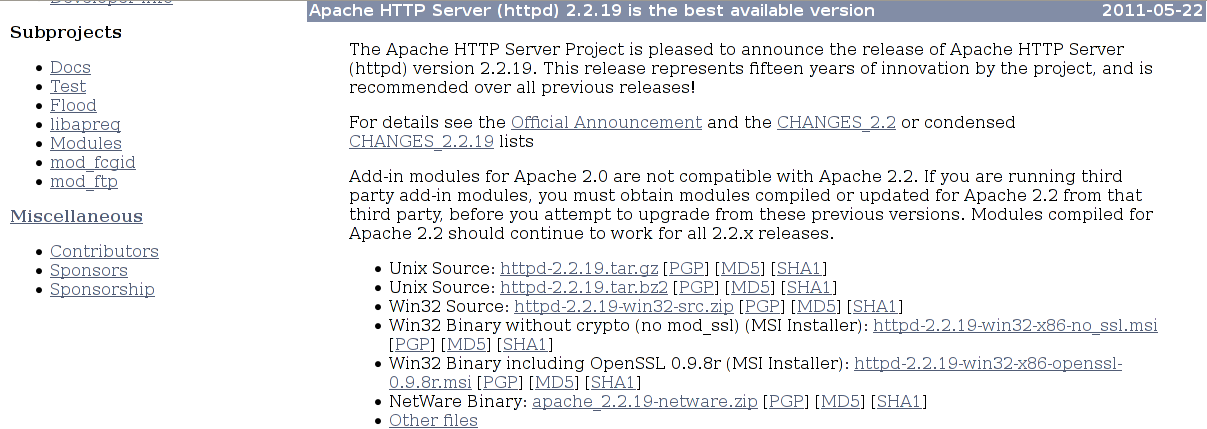 Developer Info
Subprojects
Docs
Test
Flood
libapreq
Modules
mod_fcgid
mod_ftp
Miscellaneous
Contributors
Sponsors
Sponsorship
Apache HTTP Server (httpd) 2.2.19 is the best available version 2011-05-22
The Apache HTTP Server Project is pleased to announce the release of Apache HTTP Server
(httpd) version 2.2.19. This release represents fifteen years of innovation by the project, and is
recommended over all previous releases!
For details see the Official Announcement and the CHANGES_2.2 or condensed
CHANGES_2.2.19 lists
Add-in modules for Apache 2.0 are not compatible with Apache 2.2. If you are running third
party add-in modules, you must obtain modules compiled or updated for Apache 2.2 from that
third party, before you attempt to upgrade from these previous versions. Modules compiled for
Apache 2.2 should continue to work for all 2.2.x releases.
Unix Source: httpd-2.2.19.tar.gz [PGP] [MD5] [SHA1]
Unix Source: httpd-2.2.19.tar.bz2 [PGP] [MD5] [SHA1]
Win32 Source: httpd-2.2.19-win32-src.zip [PGP] [MD5] [SHA1]
Win32 Binary without crypto (no mod_ssl) (MSI Installer): httpd-2.2.19-win32-x86-no_ssl.msi
[PGP] [MD5] [SHA1]
Win32 Binary including OpenSSL 0.9.8r (MSI Installer): httpd-2.2.19-win32-x86-openssl-
0.9.8r.msi [PGP] [MD5] [SHA1]
NetWare Binary: apache_2.2.19-netware.zip [PGP] [MD5] [SHA1]
Other files